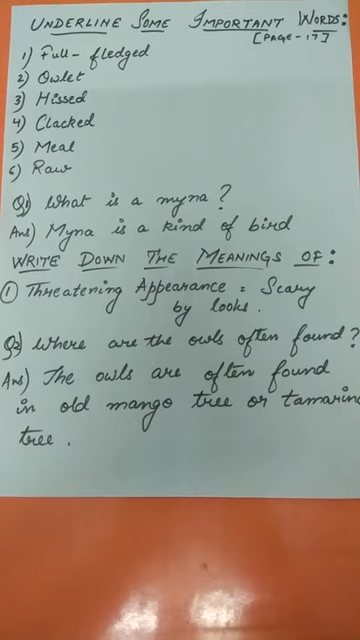 UNDERLINE SOME IMPORTANT WORDS:
[PAGE-17]
1) Full-fledged
2) Owlet
3) Hissed
4) Clacked
5) Meal
6) Raw
Q1) What is a myna?
Ans) Myna is a kind of bird
WRITE DOWN THE MEANINGS OF:
① Threatening Appearance = Scary
by looks.
Q2) Where are the owls often found?
Ans) The owls are often found
in old mango tree or tamarind
tree.